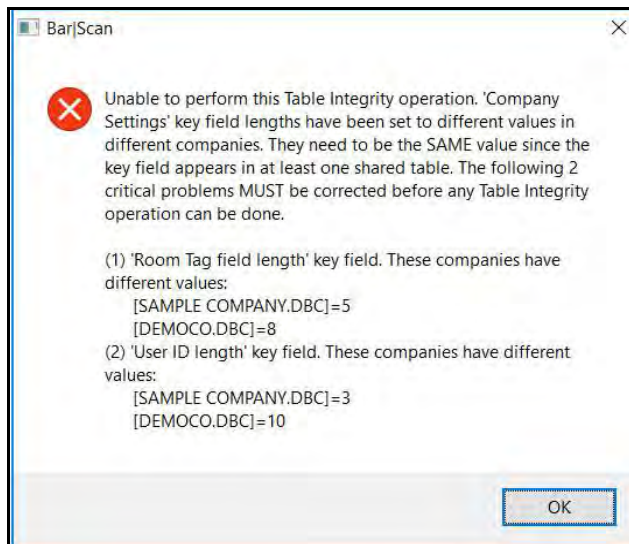 Bar|Scan
Unable to perform this Table Integrity operation. 'Company
Settings' key field lengths have been set to different values in
different companies. They need to be the SAME value since the
key field appears in at least one shared table. The following 2
critical problems MUST be corrected before any Table Integrity
operation can be done.
(1) 'Room Tag field length' key field. These companies have
different values:
[SAMPLE COMPANY.DBC]=5
[DEMOCO.DBC]=8
(2) 'User ID length' key field. These companies have different
values:
[SAMPLE COMPANY.DBC]=3
[DEMOCO.DBC]=10
OK